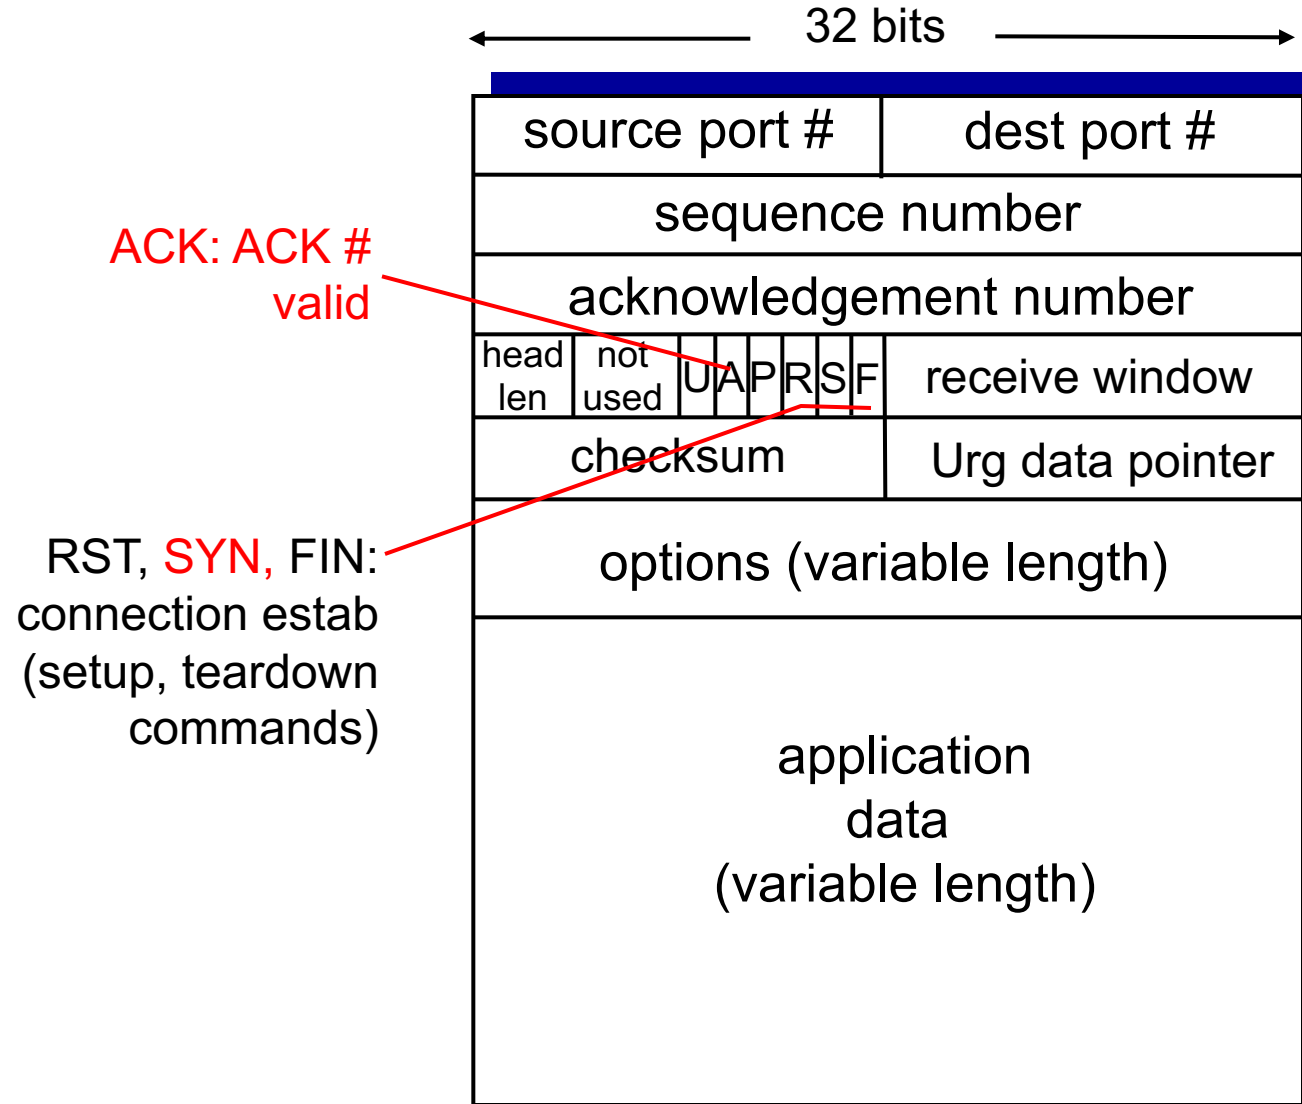 32 bits
source port #
dest port #
sequence number
ACK: ACK #
valid
acknowledgement number
head
len
not
used
U
A
P
R
S
F
receive window
checksum
Urg data pointer
RST, SYN, FIN:
connection estab
(setup, teardown
commands)
options (variable length)
application
data
(variable length)